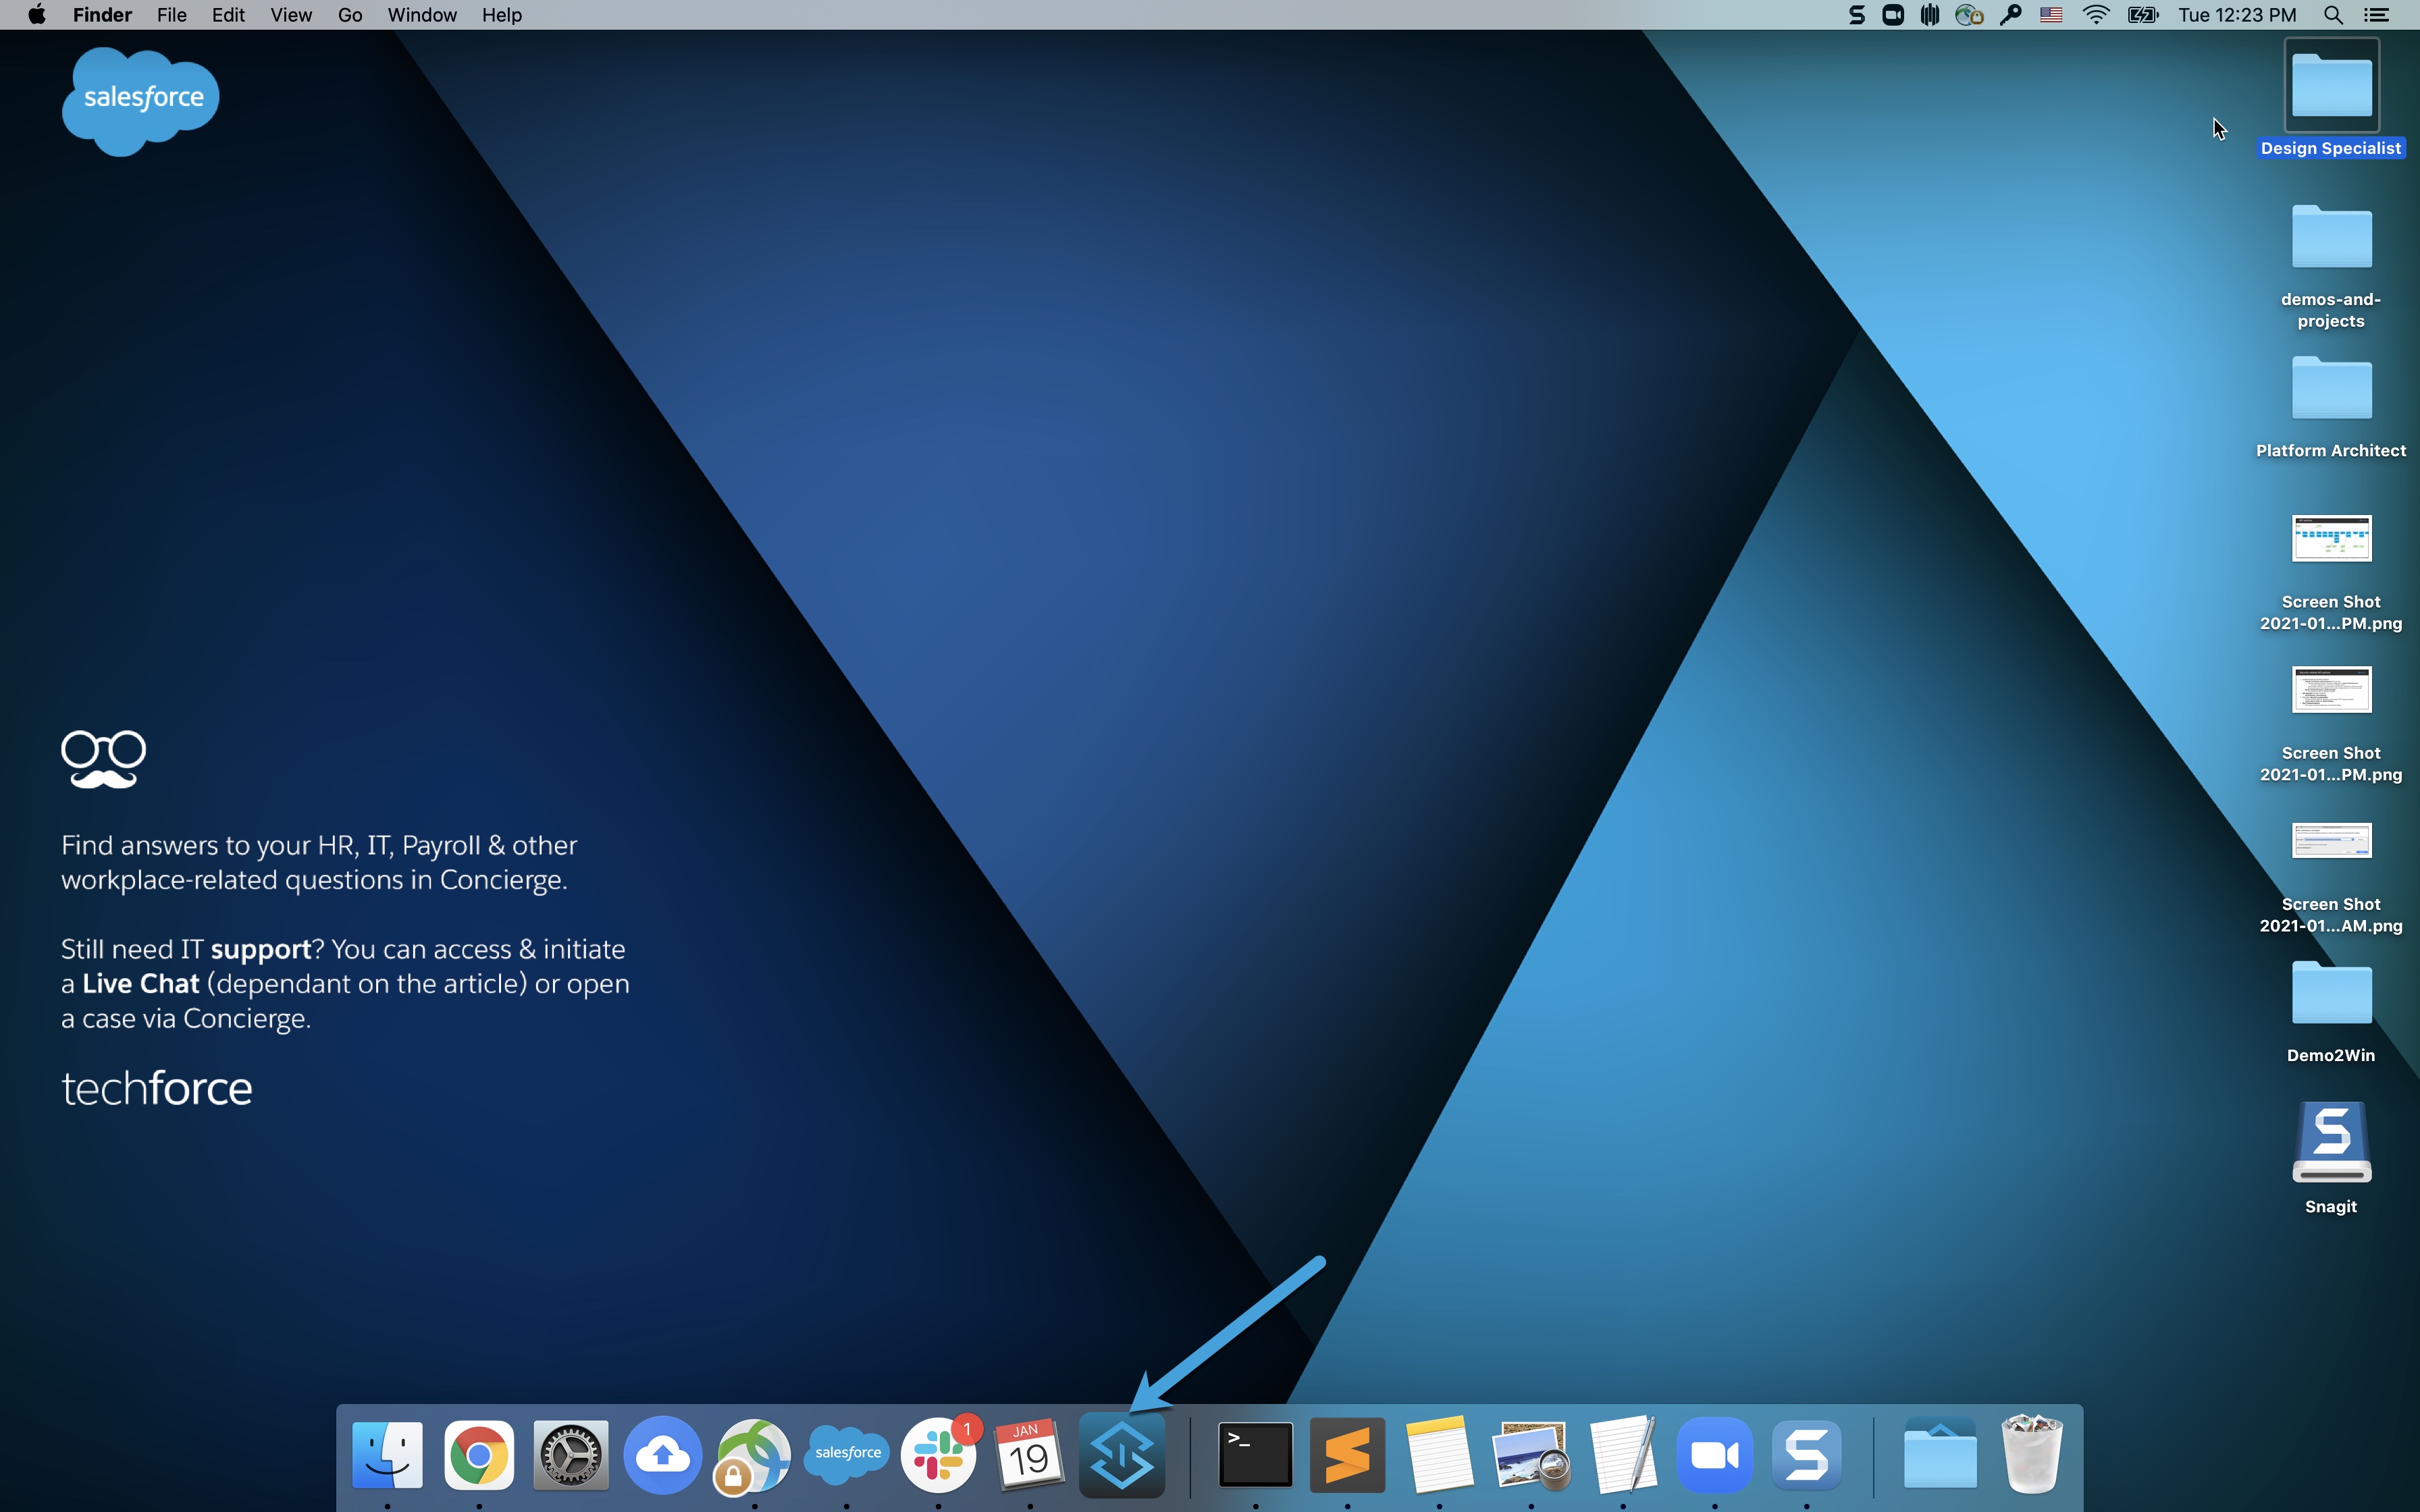 Finder File Edit View Go Window Help
Tue 12:23 PM
salesforce
Design Specialist
demos-and-
projects
Platform Architect
Screen Shot
2021-01...PM.png
Screen Shot
2021-01...PM.png
Screen Shot
2021-01...AM.png
Demo2Win
Snagit
Find answers to your HR, IT, Payroll & other
workplace-related questions in Concierge.
Still need IT support? You can access & initiate
a Live Chat (dependant on the article) or open
a case via Concierge.
techforce
salesforce
1
JAN
19
>_